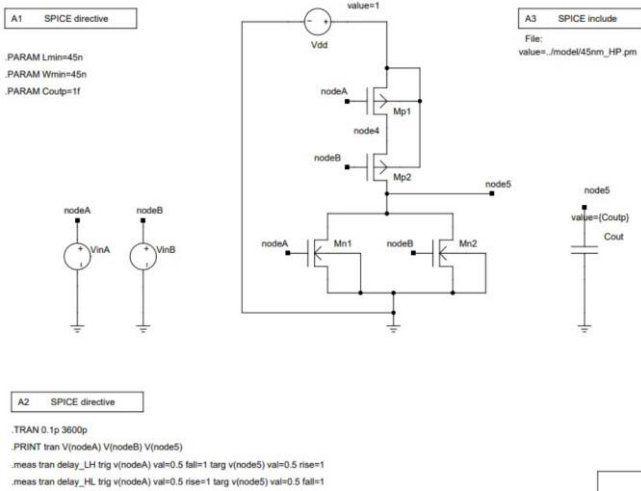 value=1
A1 SPICE directive
A3 SPICE include
- +
Vdd
File:
value=../model/45nm_HP.pm
.PARAM Lmin=45n
.PARAM Wmin=45n
.PARAM Coutp=1f
nodeA
Mp1
node4
nodeB
Mp2
node5
node5
nodeA
nodeB
value={Coutp}
Cout
+
VinA
+
VinB
nodeA
Mn1
nodeB
Mn2
A2 SPICE directive
.TRAN 0.1p 3600p
.PRINT tran V(nodeA) V(nodeB) V(node5)
.meas tran delay_LH trig v(nodeA) val=0.5 fall=1 targ v(node5) val=0.5 rise=1
.meas tran delay_HL trig v(nodeA) val=0.5 rise=1 targ v(node5) val=0.5 fall=1